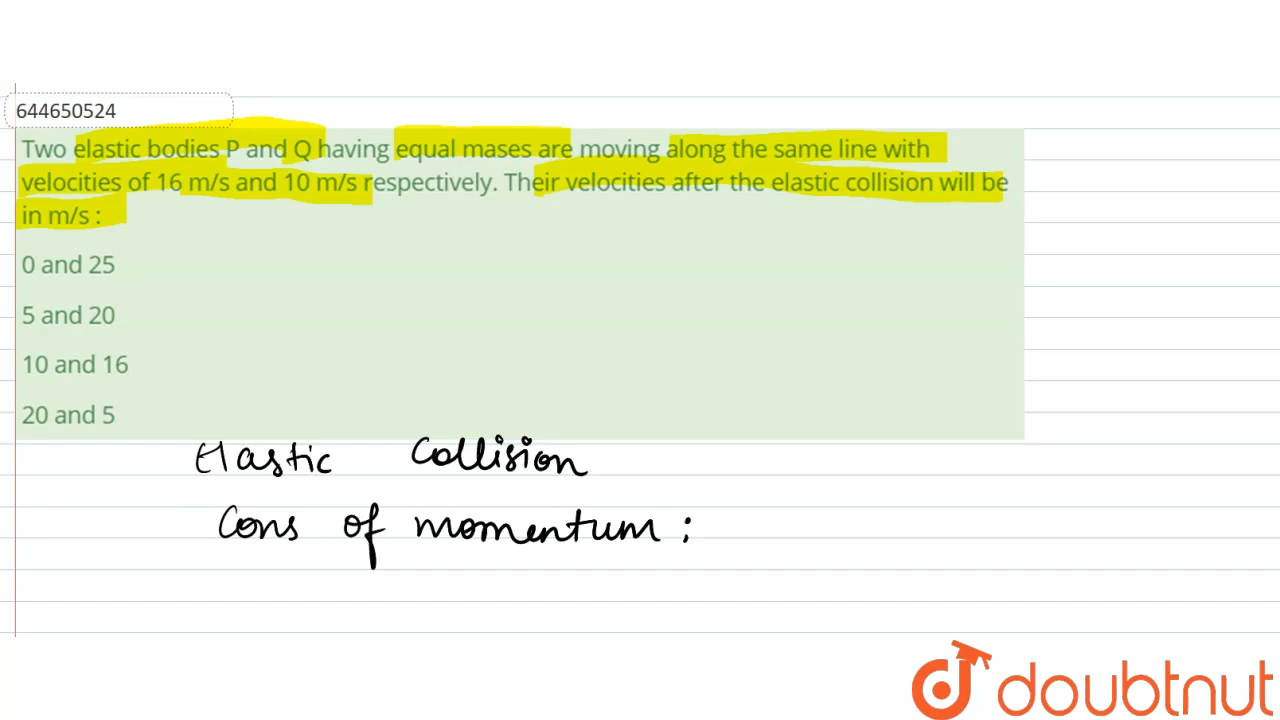 644650524
Two elastic bodies P and Q having equal mases are moving along the same line with
velocities of 16 m/s and 10 m/s respectively. Their velocities after the elastic collision will be
in m/s :
0 and 25
5 and 20
10 and 16
20 and 5
Elastic Collision
Cons of momentum :
doubtnut